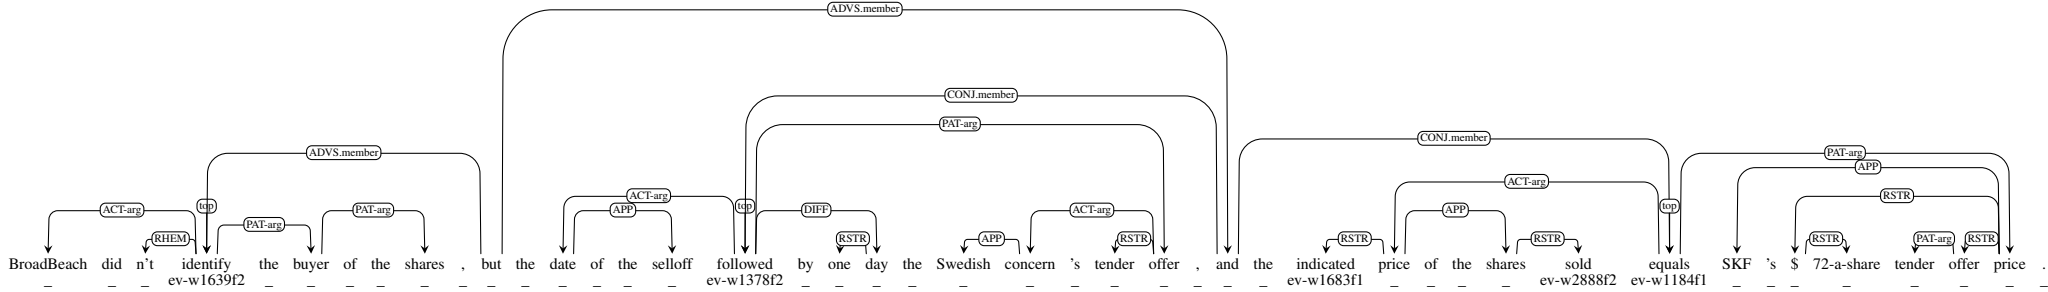 ADVS.member
CONJ.member
PAT-arg
CONJ.member
ADVS.member PAT-arg
APP
ACT-arg
ACT-arg top PAT-arg APP top DIFF ACT-arg top RSTR
PAT-arg
RHEM RSTR APP RSTR RSTR APP RSTR RSTR PAT-arg RSTR
BroadBeach did n't identify the buyer of the shares , but the date of the selloff followed by one day the Swedish concern 's tender offer , and the indicated price of the shares sold equals SKF 's $ 72-a-share tender offer price .
_ _ _ ev-w1639f2 _ _ _ _ _ _ _ _ _ _ _ _ ev-w1378f2 _ _ _ _ _ _ _ _ _ _ _ _ ev-w1683f1 _ _ _ _ ev-w2888f2 ev-w1184f1 _ _ _ _ _ _ _ _